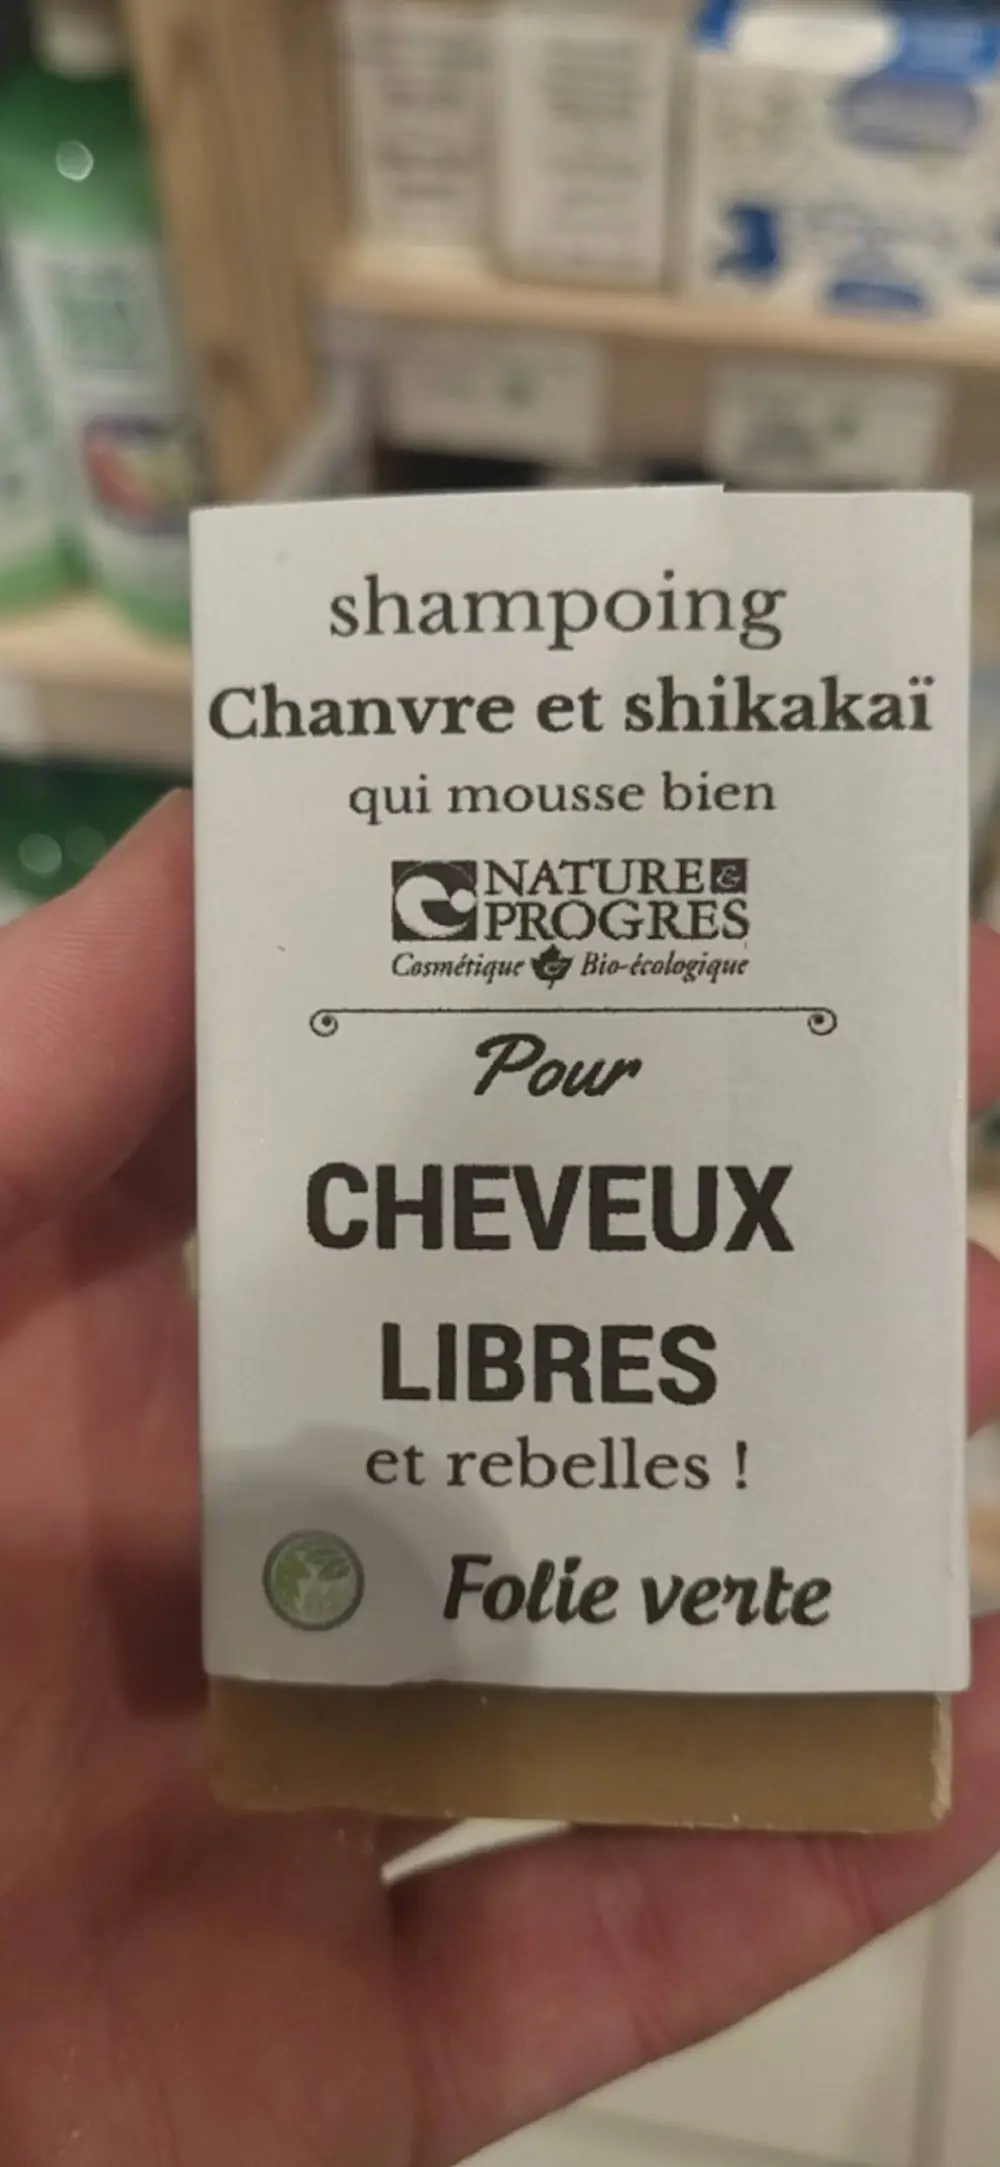 shampoing
Chanvre et shikakaï
qui mousse bien
NATURE &
PROGRES
Cosmétique Bio-écologique
Pour
CHEVEUX
LIBRES
et rebelles !
Folie verte